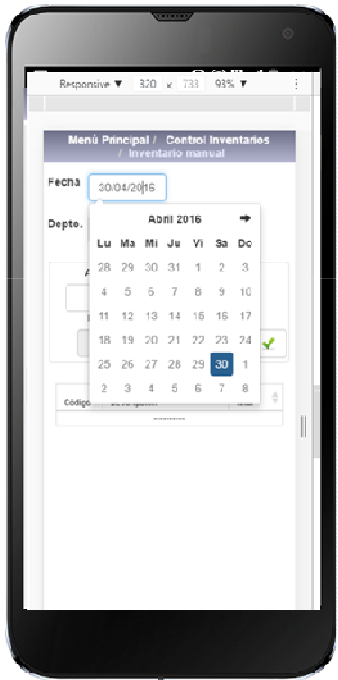 Responsive ▼ 320 x 733 93% ▼
Menú Principal / Control Inventarios
/ Inventario manual
Fecha 30/04/2016
Depto.
Abril 2016 →
Lu Ma Mi Ju Vi Sa Do
28 29 30 31 1 2 3
4 5 6 7 8 9 10
11 12 13 14 15 16 17
18 19 20 21 22 23 24
25 26 27 28 29 30 1
2 3 4 5 6 7 8
Código